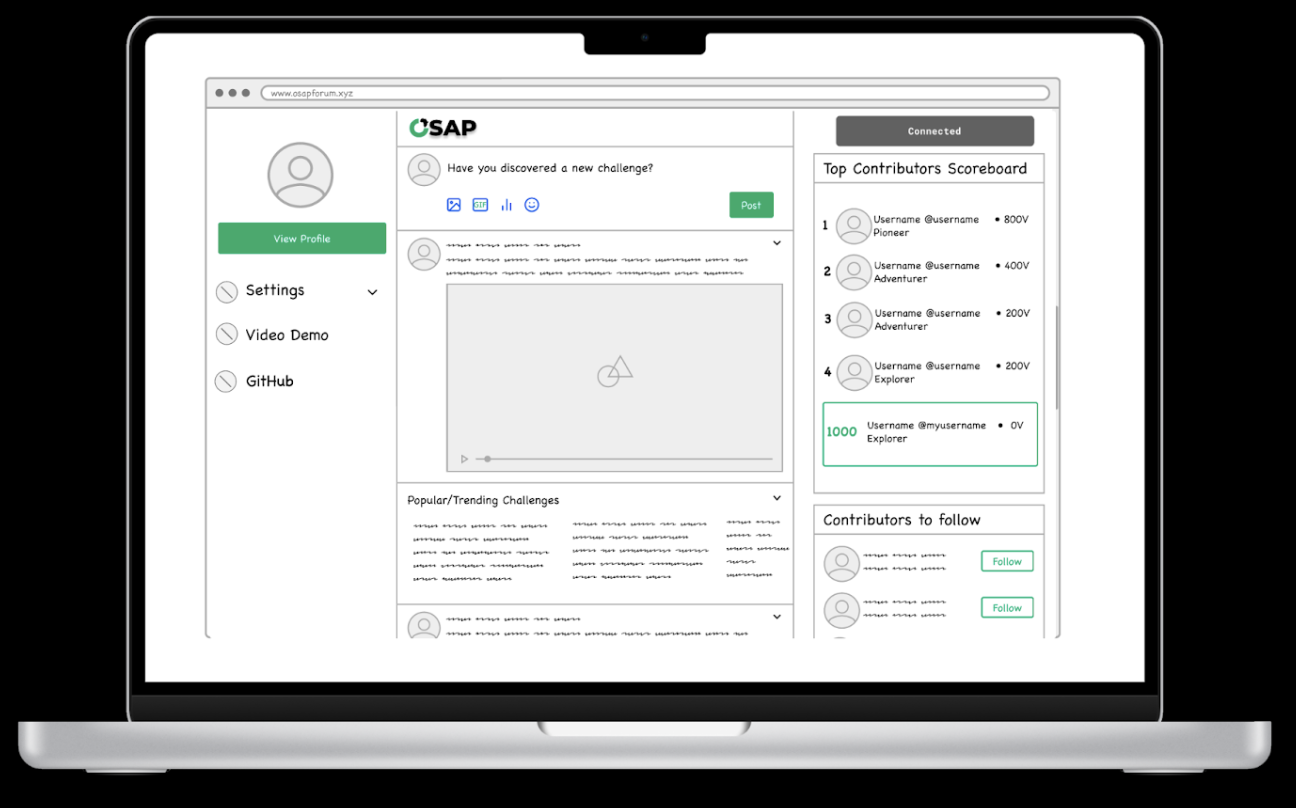 www.osapforum.xyz
View Profile
Settings
Video Demo
GitHub
OSAP
Have you discovered a new challenge?
GIF
Post
Popular/Trending Challenges
Connected
Top Contributors Scoreboard
1 Username @username • 800V
Pioneer
2 Username @username • 400V
Adventurer
3 Username @username • 200V
Adventurer
4 Username @username • 200V
Explorer
1000 Username @myusername • 0V
Explorer
Contributors to follow
Follow
Follow